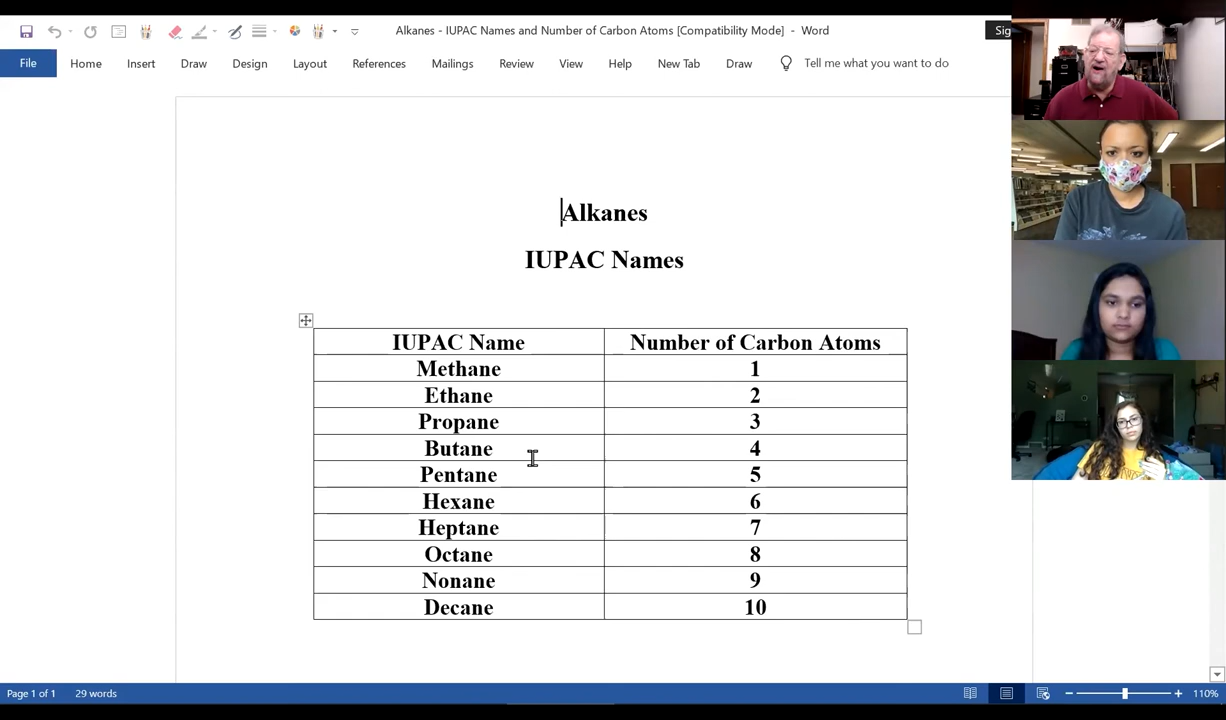 Alkanes - IUPAC Names and Number of Carbon Atoms [Compatibility Mode] - Word
File Home Insert Draw Design Layout References Mailings Review View Help New Tab Draw Tell me what you want to do
Alkanes
IUPAC Names
IUPAC Name Number of Carbon Atoms
Methane 1
Ethane 2
Propane 3
Butane 4
Pentane 5
Hexane 6
Heptane 7
Octane 8
Nonane 9
Decane 10
Page 1 of 1 29 words 110%